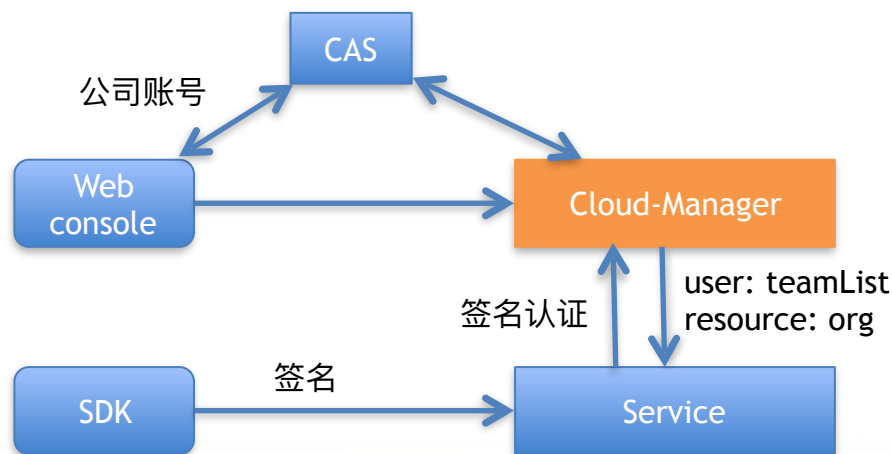 CAS
公司账号
Web
console
Cloud-Manager
user: teamList
resource: org
签名认证
签名
SDK
Service